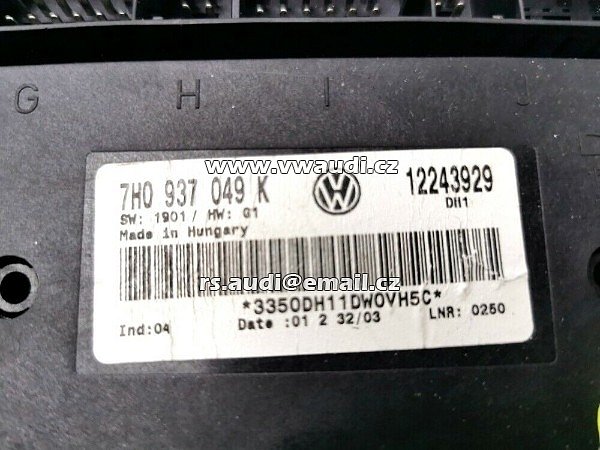 G H I J
www.vwaudi.cz
7H0 937 049 K 12243929
SW: 1901/ HW: G1 DH1
Made in Hungary
rs.audi@email.cz
*3350DH11DW0VH5C*
Ind:04 Date :01 2 32/03 LNR: 0250